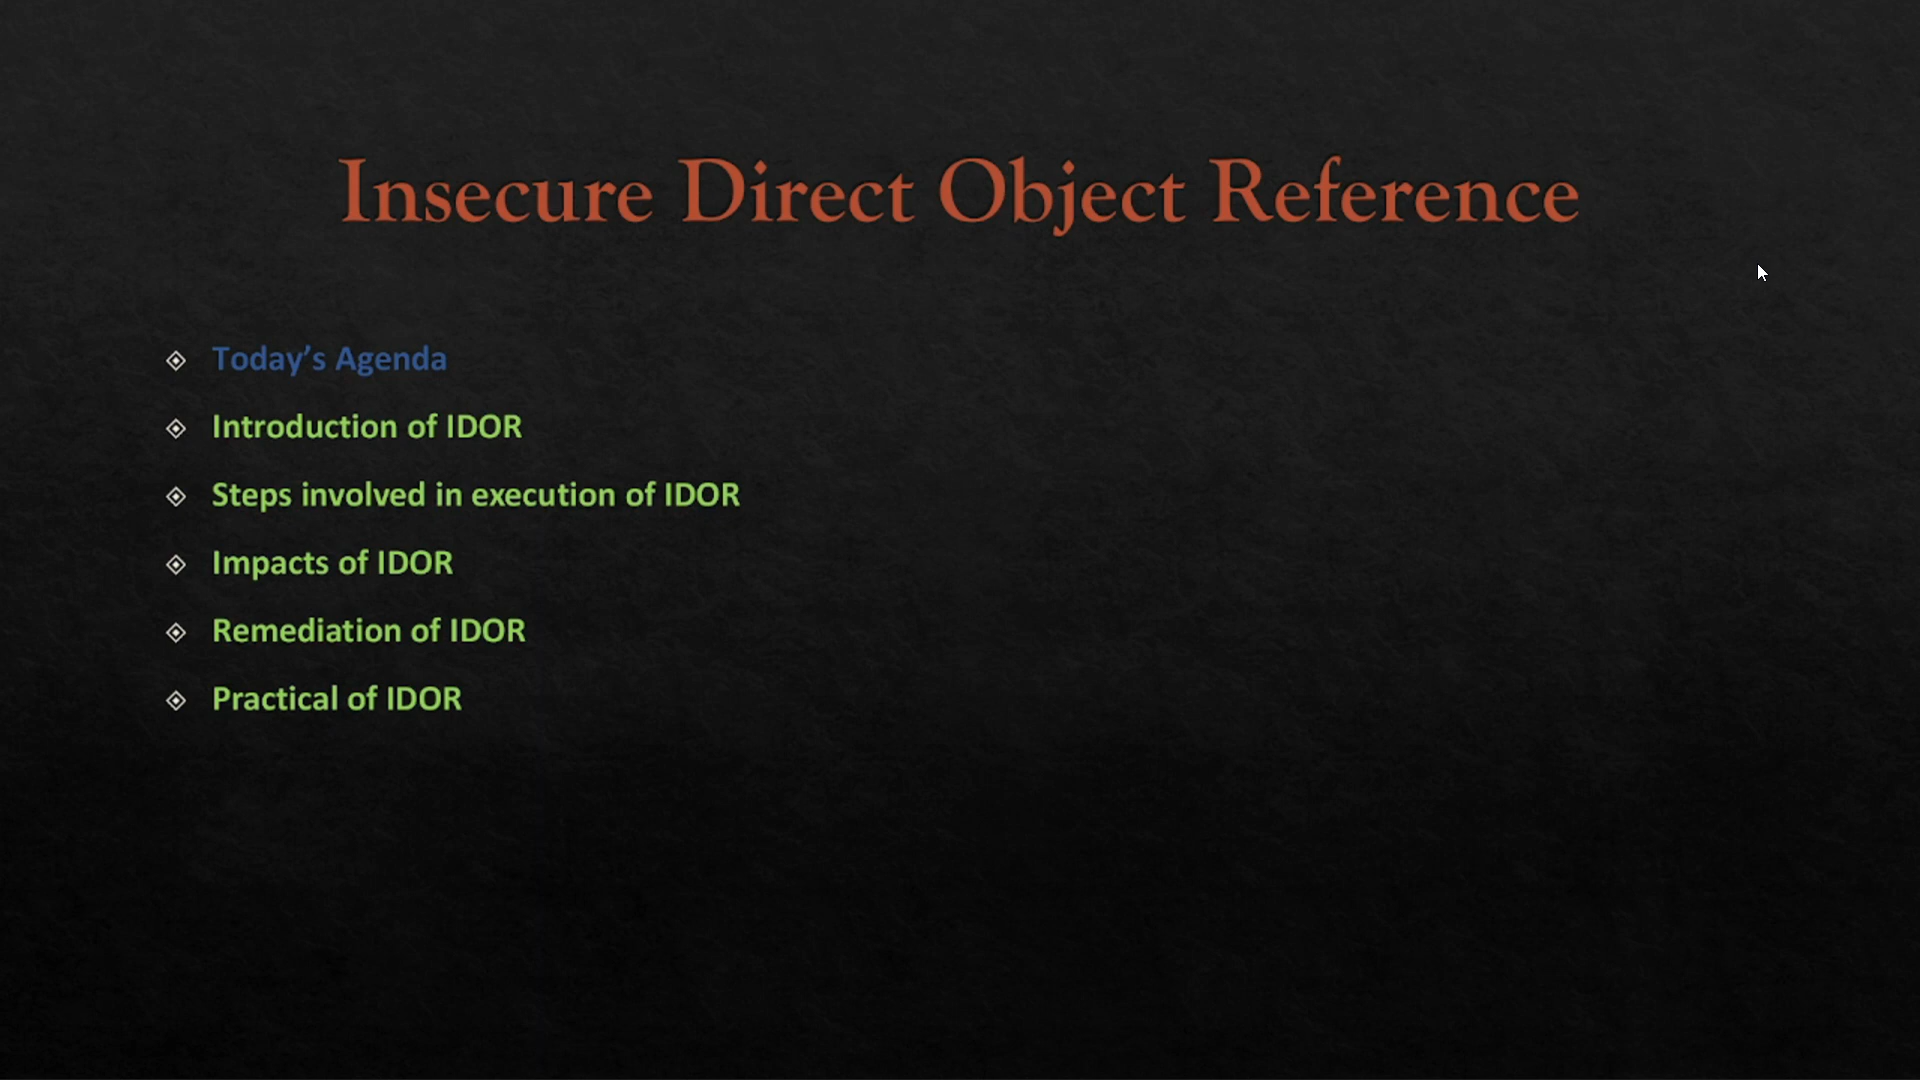 Insecure Direct Object Reference
Today’s Agenda
Introduction of IDOR
Steps involved in execution of IDOR
Impacts of IDOR
Remediation of IDOR
Practical of IDOR